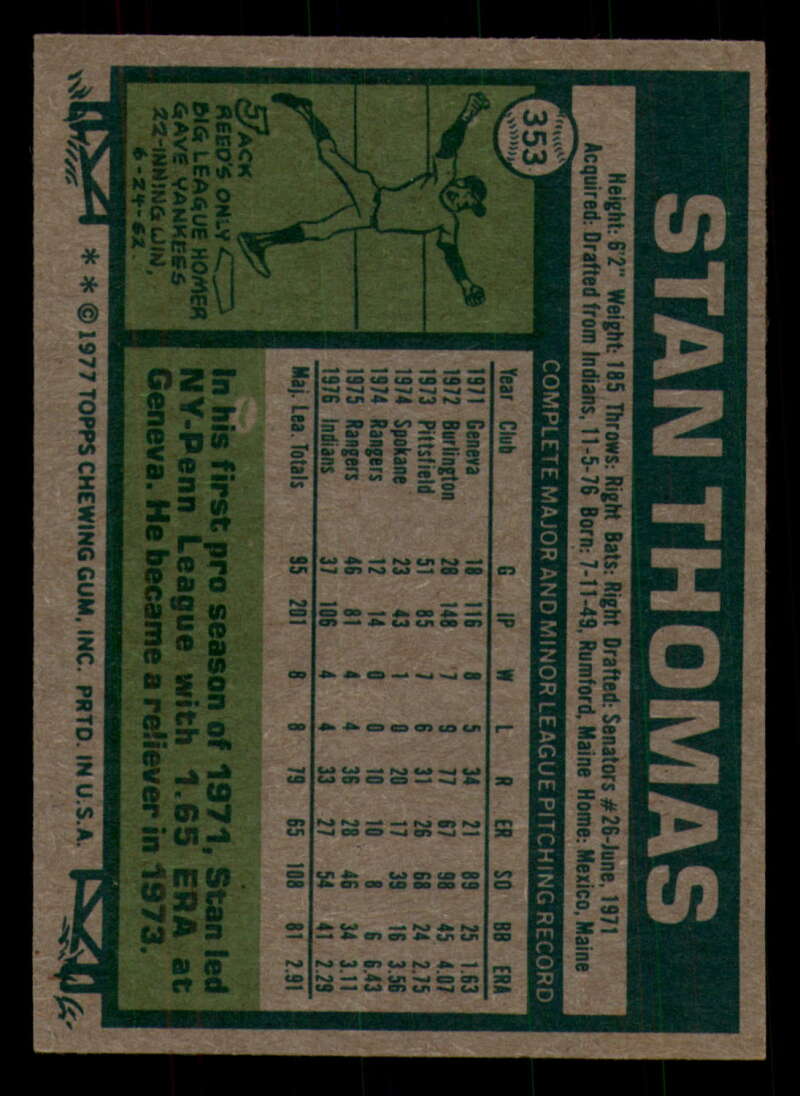 353
STAN THOMAS
Height: 6'2" Weight: 185 Throws: Right Bats: Right Drafted: Senators #26-June, 1971
Acquired: Drafted from Indians, 11-5-76 Born: 7-11-49, Rumford, Maine Home: Mexico, Maine
COMPLETE MAJOR AND MINOR LEAGUE PITCHING RECORD
Year Club G IP W L R ER SO BB ERA
1971 Geneva 18 116 8 5 34 21 89 25 1.63
1972 Burlington 28 148 7 9 77 67 98 45 4.07
1973 Pittsfield 51 85 7 6 31 26 68 24 2.75
1974 Spokane 23 43 1 0 20 17 39 16 3.56
1974 Rangers 12 14 0 0 10 10 8 6 6.43
1975 Rangers 46 81 4 4 36 28 46 34 3.11
1976 Indians 37 106 4 4 33 27 54 41 2.29
Maj. Lea. Totals 95 201 8 8 79 65 108 81 2.91
JACK
REED'S ONLY
BIG LEAGUE HOMER
GAVE YANKEES
22-INNING WIN,
6-24-62.
In his first pro season of 1971, Stan led
NY-Penn League with 1.65 ERA at
Geneva. He became a reliever in 1973.
* * © 1977 TOPPS CHEWING GUM, INC. PRTD. IN U.S.A.